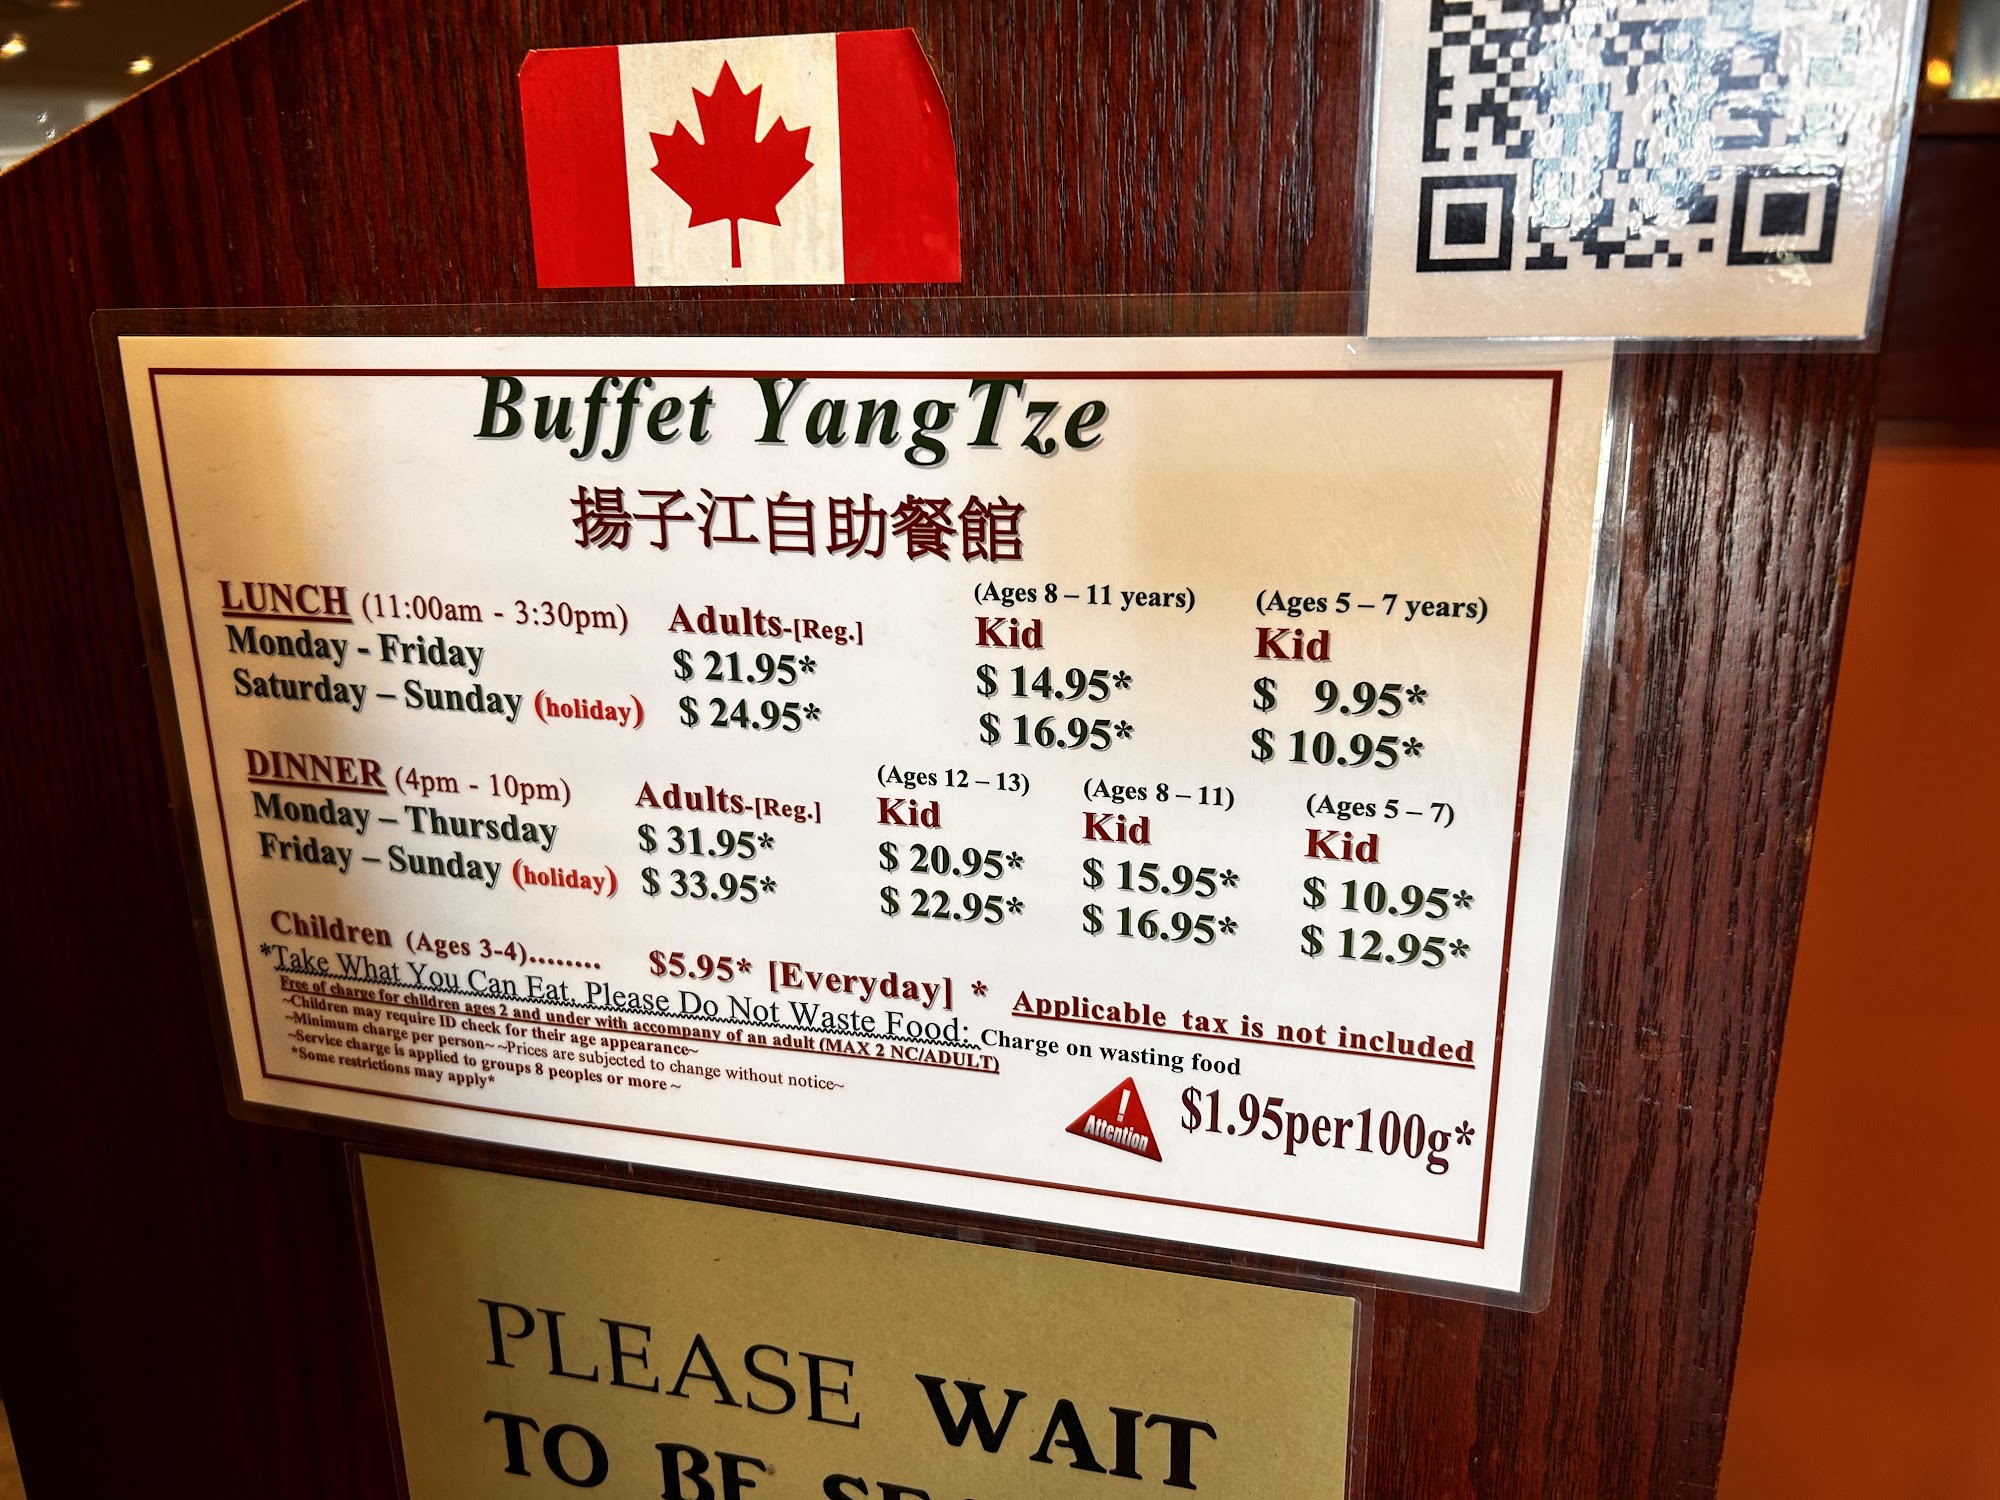 Buffet YangTze
揚子江自助餐館
LUNCH (11:00am - 3:30pm) Adults-[Reg.] (Ages 8 – 11 years) Kid (Ages 5 – 7 years) Kid
Monday - Friday $ 21.95* $ 14.95* $ 9.95*
Saturday – Sunday (holiday) $ 24.95* $ 16.95* $ 10.95*
DINNER (4pm - 10pm) Adults-[Reg.] (Ages 12 – 13) Kid (Ages 8 – 11) Kid (Ages 5 – 7) Kid
Monday – Thursday $ 31.95* $ 20.95* $ 15.95* $ 10.95*
Friday – Sunday (holiday) $ 33.95* $ 22.95* $ 16.95* $ 12.95*
Children (Ages 3-4)........ $5.95* [Everyday] * Applicable tax is not included
*Take What You Can Eat, Please Do Not Waste Food: Charge on wasting food
Free of charge for children ages 2 and under with accompany of an adult (MAX 2 NC/ADULT)
~Children may require ID check for their age appearance~
~Minimum charge per person~ ~Prices are subjected to change without notice~
~Service charge is applied to groups 8 peoples or more ~
*Some restrictions may apply*
! Attention $1.95per100g*
PLEASE WAIT
TO BE